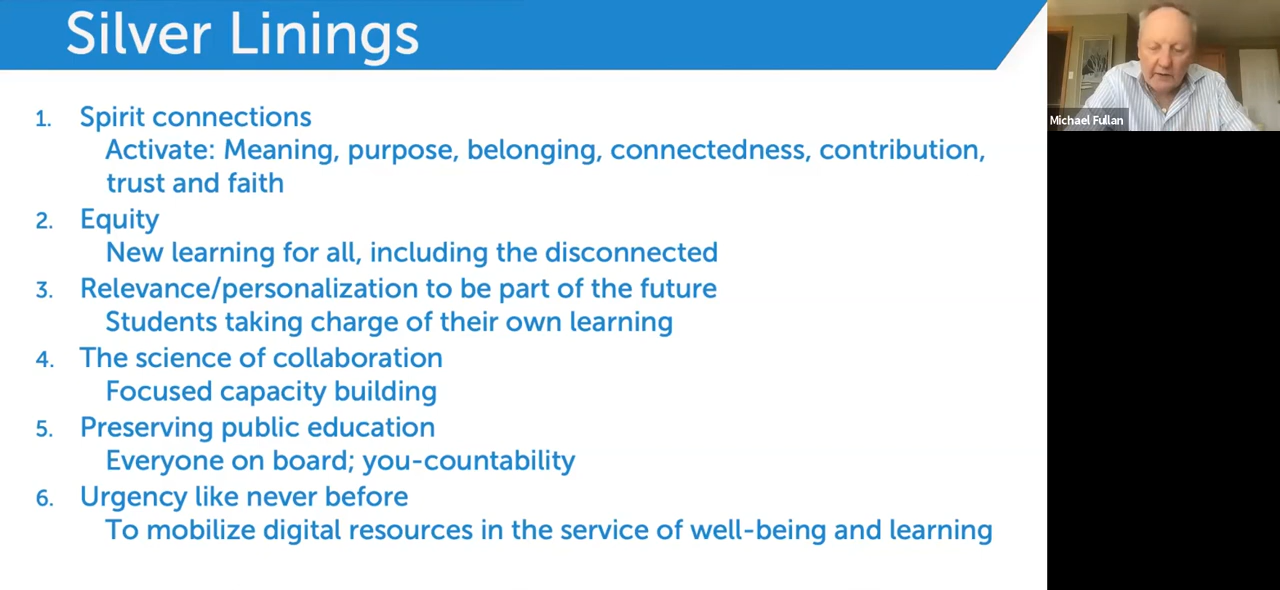 Silver Linings
1. Spirit connections
Activate: Meaning, purpose, belonging, connectedness, contribution,
trust and faith
2. Equity
New learning for all, including the disconnected
3. Relevance/personalization to be part of the future
Students taking charge of their own learning
4. The science of collaboration
Focused capacity building
5. Preserving public education
Everyone on board; you-countability
6. Urgency like never before
To mobilize digital resources in the service of well-being and learning
Michael Fullan